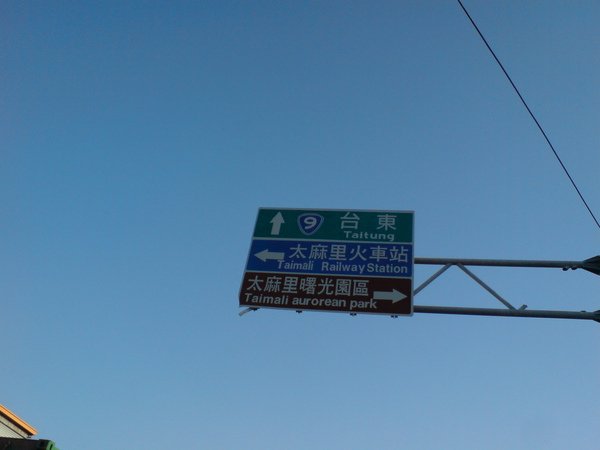 9 台東
Taitung
太麻里火車站
Taimali Railway Station
太麻里曙光園區
Taimali aurorean park